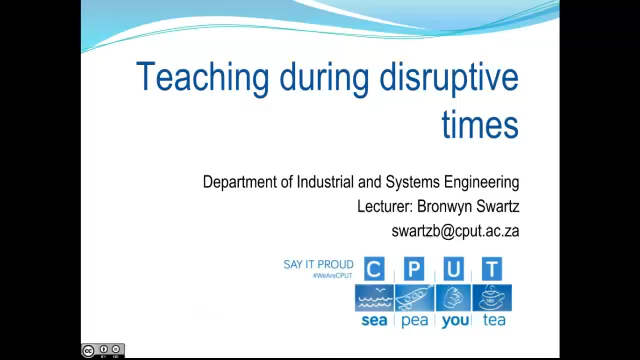 Teaching during disruptive
times
Department of Industrial and Systems Engineering
Lecturer: Bronwyn Swartz
swartzb@cput.ac.za
SAY IT PROUD
#WeAreCPUT
C P U T
sea pea you tea
cc